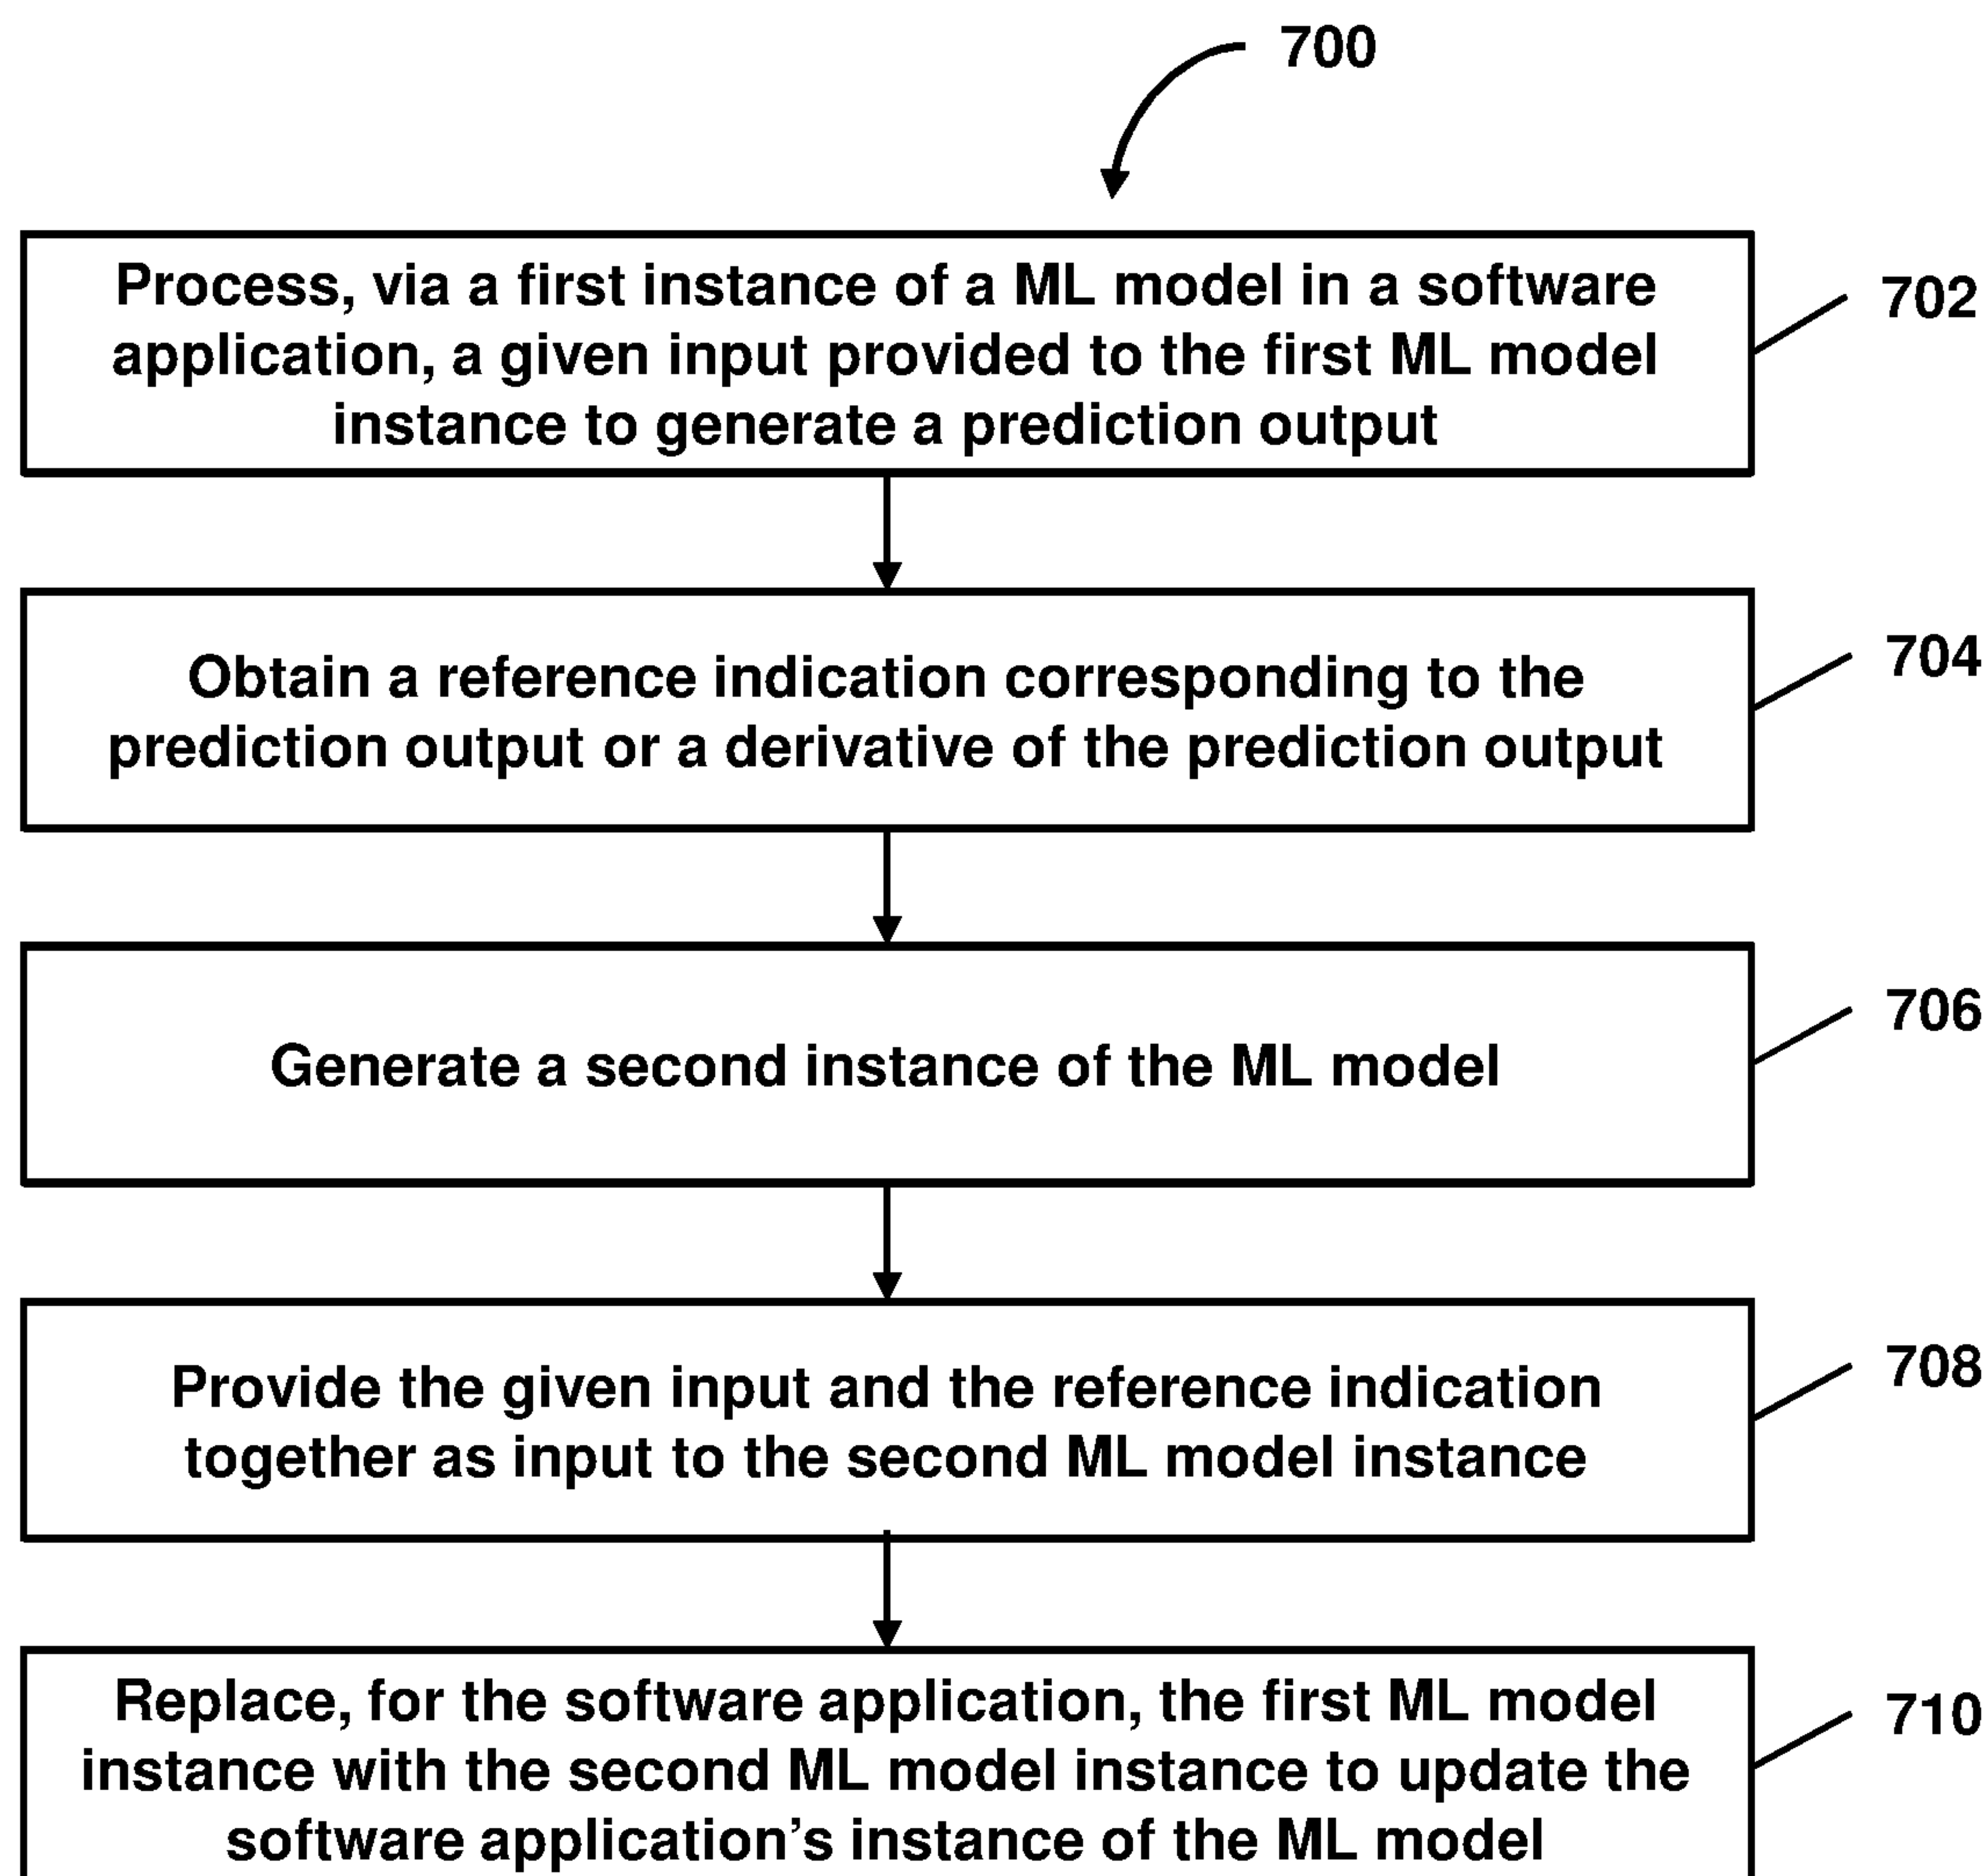 700
Process, via a first instance of a ML model in a software
application, a given input provided to the first ML model
instance to generate a prediction output
702
Obtain a reference indication corresponding to the
prediction output or a derivative of the prediction output
704
Generate a second instance of the ML model
706
Provide the given input and the reference indication
together as input to the second ML model instance
708
Replace, for the software application, the first ML model
instance with the second ML model instance to update the
software application’s instance of the ML model
710